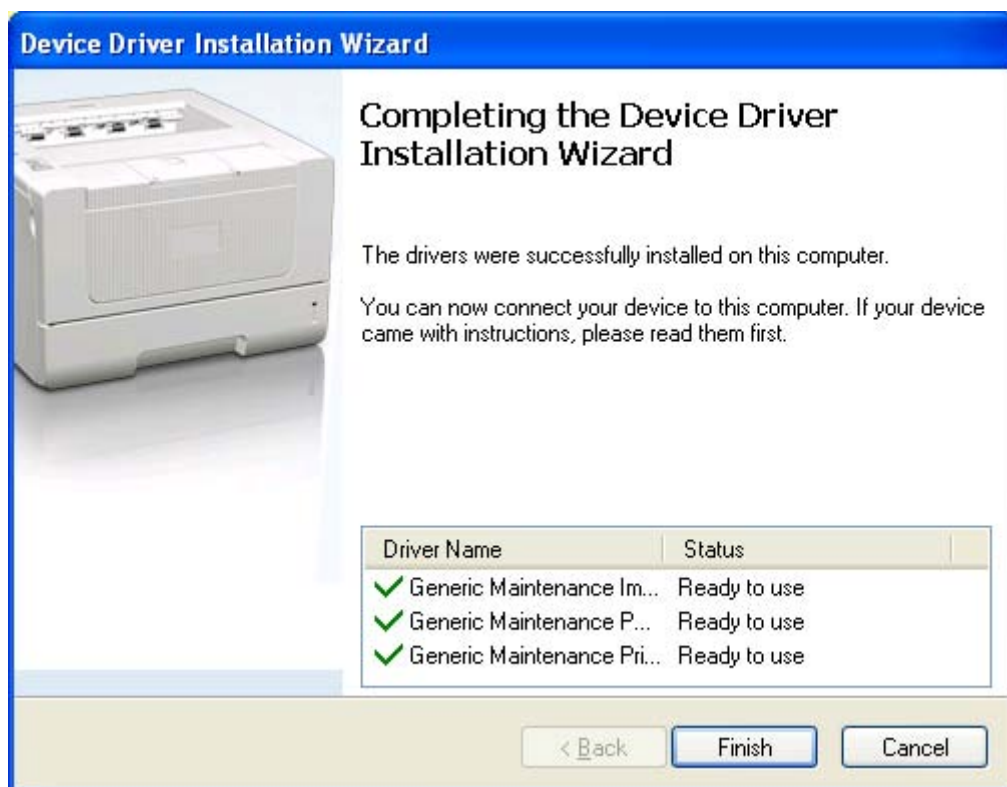 Device Driver Installation Wizard
Completing the Device Driver
Installation Wizard
The drivers were successfully installed on this computer.
You can now connect your device to this computer. If your device
came with instructions, please read them first.
Driver Name Status
Generic Maintenance Im... Ready to use
Generic Maintenance P... Ready to use
Generic Maintenance Pri... Ready to use
< Back Finish Cancel